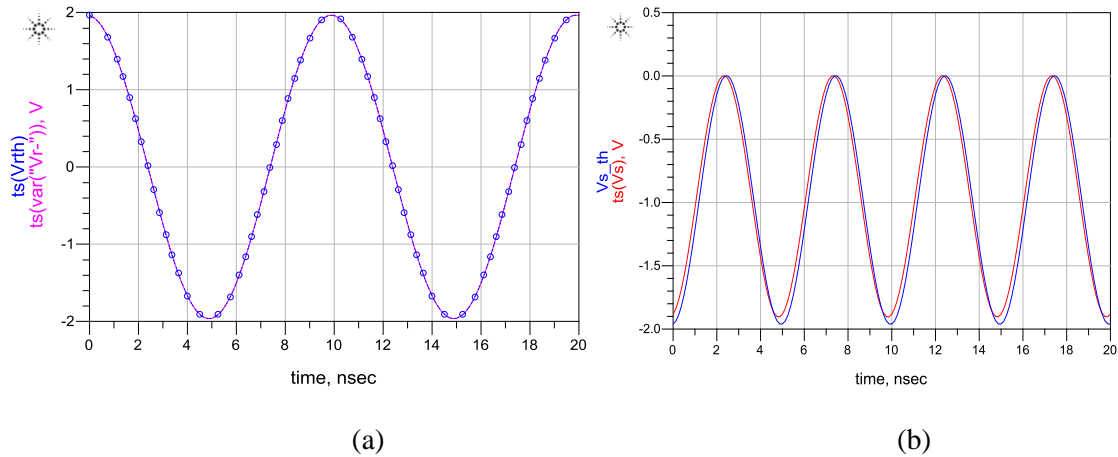 2
1
0
-1
-2
ts(Vrth)
ts(var("Vr-")), V
0 2 4 6 8 10 12 14 16 18 20
time, nsec
(a)
0.5
0.0
-0.5
-1.0
-1.5
-2.0
Vs_th
ts(Vs), V
0 2 4 6 8 10 12 14 16 18 20
time, nsec
(b)